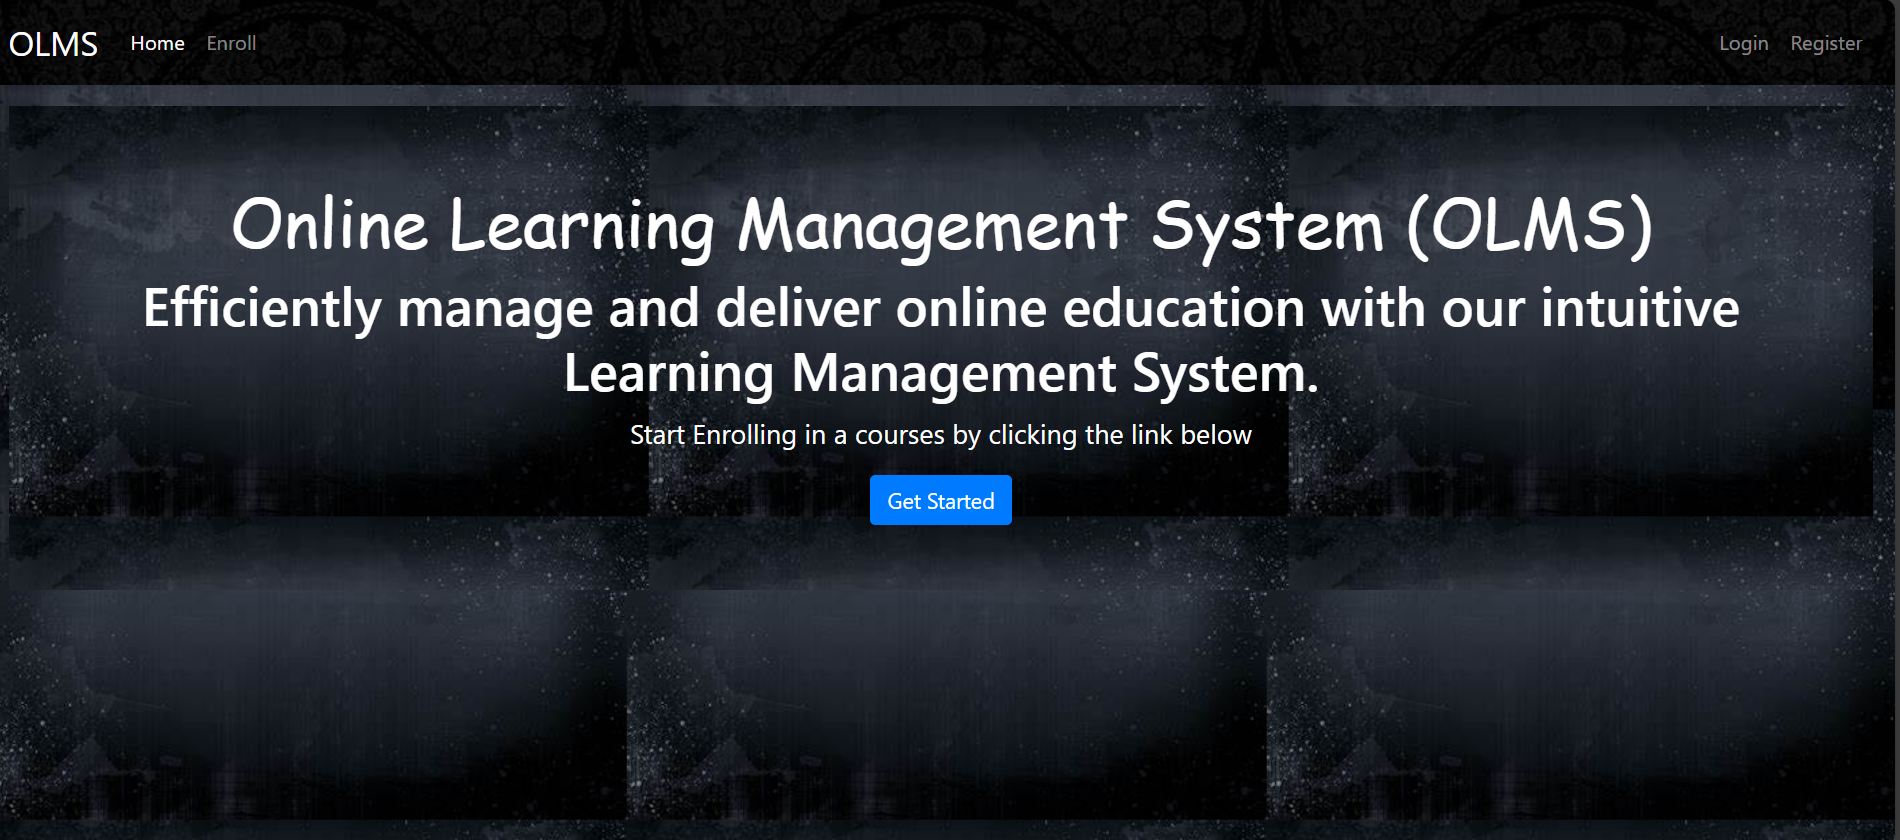 OLMS Home Enroll Login Register
Online Learning Management System (OLMS)
Efficiently manage and deliver online education with our intuitive
Learning Management System.
Start Enrolling in a courses by clicking the link below
Get Started